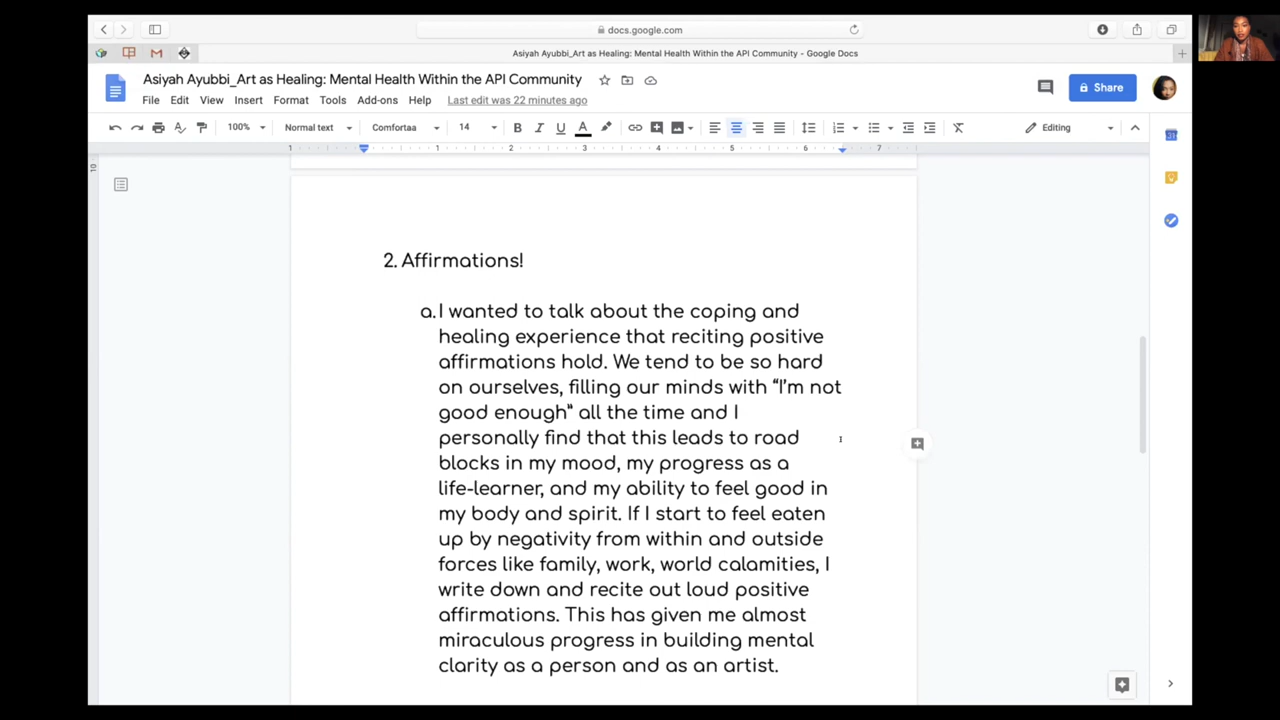 docs.google.com
Asiyah Ayubbi_Art as Healing: Mental Health Within the API Community - Google Docs
Asiyah Ayubbi_Art as Healing: Mental Health Within the API Community
Share
File Edit View Insert Format Tools Add-ons Help Last edit was 22 minutes ago
100% Normal text Comfortaa 14 B I U A Editing
1 1 2 3 4 5 6 7
2. Affirmations!
a. I wanted to talk about the coping and
healing experience that reciting positive
affirmations hold. We tend to be so hard
on ourselves, filling our minds with “I’m not
good enough” all the time and I
personally find that this leads to road
blocks in my mood, my progress as a
life-learner, and my ability to feel good in
my body and spirit. If I start to feel eaten
up by negativity from within and outside
forces like family, work, world calamities, I
write down and recite out loud positive
affirmations. This has given me almost
miraculous progress in building mental
clarity as a person and as an artist.